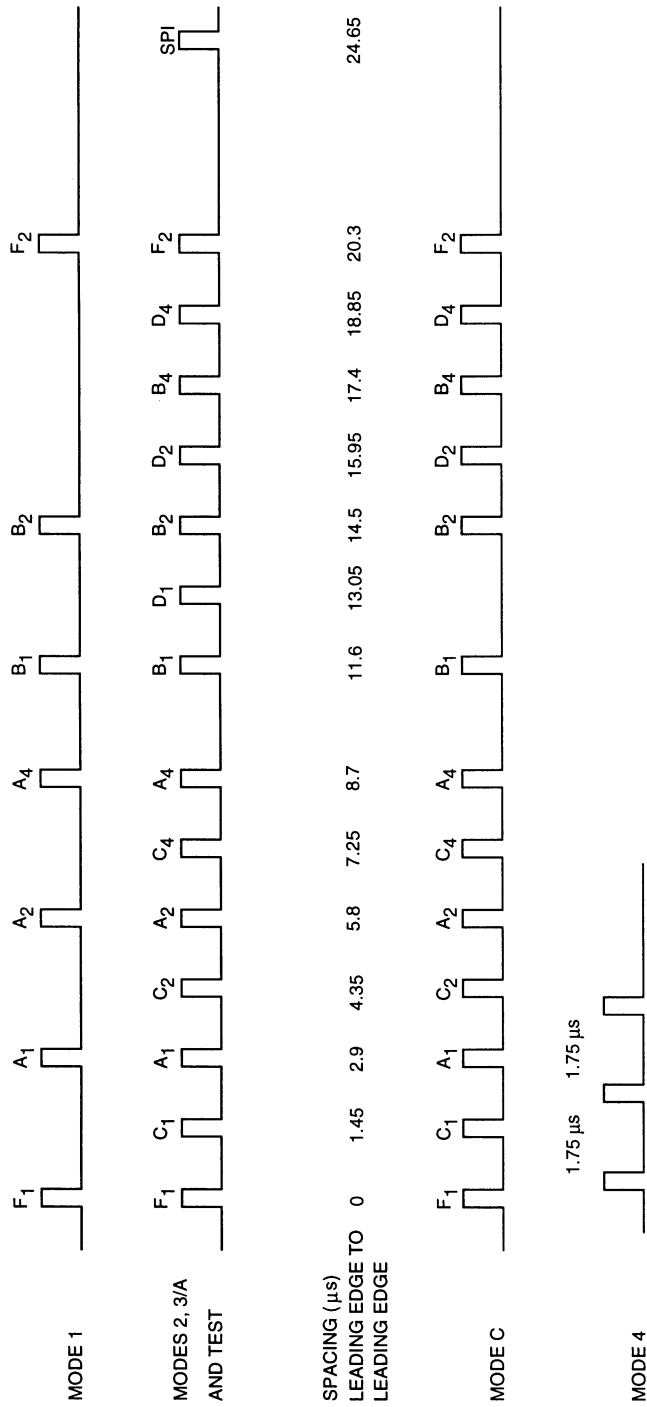 F1 A1 A2 A4 B1 B2 F2
MODE 1
F1 C1 A1 C2 A2 C4 A4 B1 D1 B2 D2 B4 D4 F2 SPI
MODES 2, 3/A
AND TEST
SPACING (μs)
LEADING EDGE TO 0 1.45 2.9 4.35 5.8 7.25 8.7 11.6 13.05 14.5 15.95 17.4 18.85 20.3 24.65
LEADING EDGE
F1 C1 A1 C2 A2 C4 A4 B1 B2 D2 B4 D4 F2
MODE C
1.75 μs 1.75 μs
MODE 4